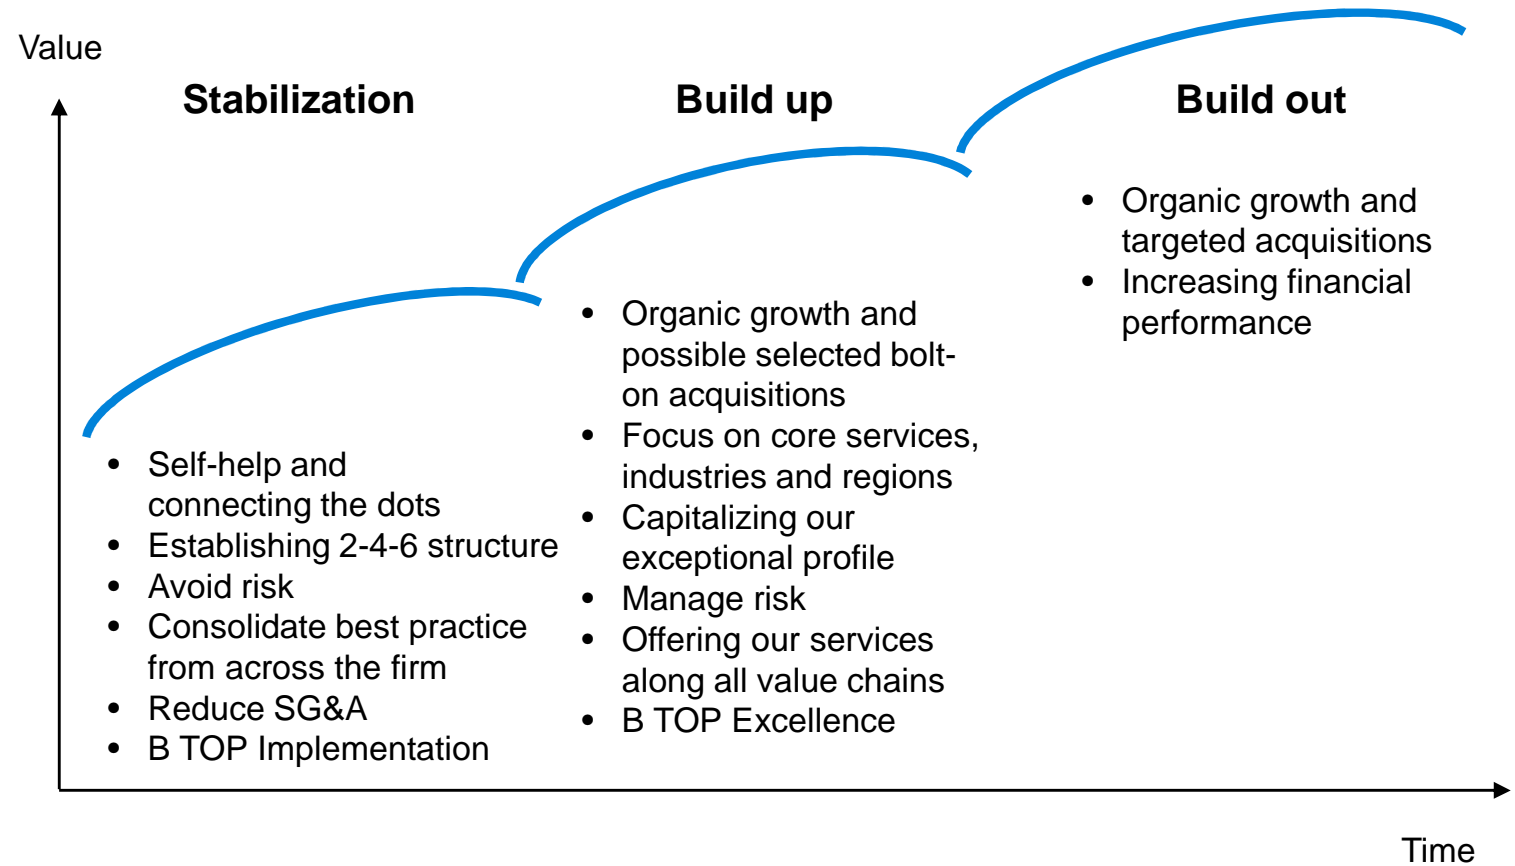 Value
Stabilization
Build up
Build out
• Self-help and
connecting the dots
• Establishing 2-4-6 structure
• Avoid risk
• Consolidate best practice
from across the firm
• Reduce SG&A
• B TOP Implementation
• Organic growth and
possible selected bolt-
on acquisitions
• Focus on core services,
industries and regions
• Capitalizing our
exceptional profile
• Manage risk
• Offering our services
along all value chains
• B TOP Excellence
• Organic growth and
targeted acquisitions
• Increasing financial
performance
Time